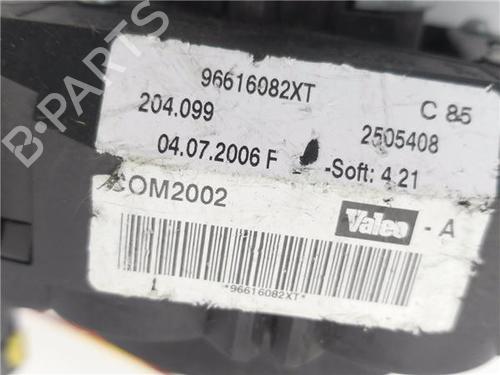 B-PARTS
96616082XT
C 85
204.099
2505408
04.07.2006 F
-Soft: 4.21
COM2002
Valeo - A
*96616082XT*